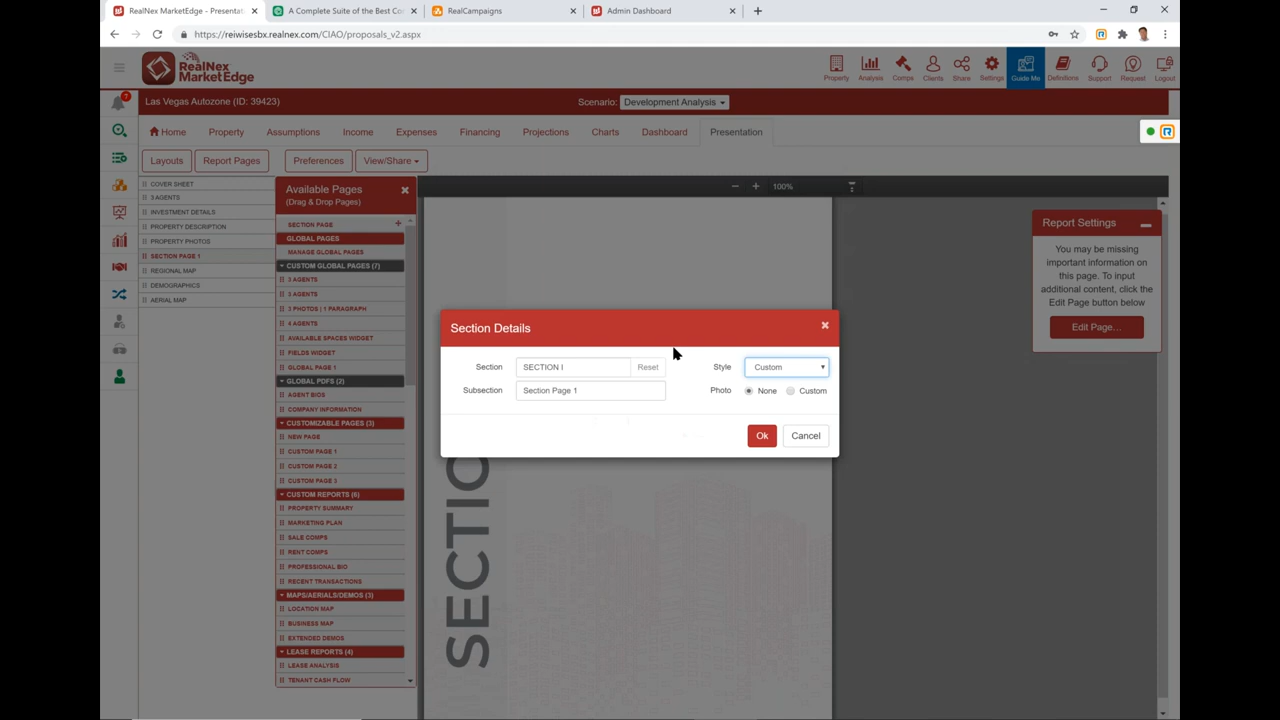 RealNex MarketEdge - Presentat
A Complete Suite of the Best Co
RealCampaigns
Admin Dashboard
https://reiwisesbx.realnex.com/CIAO/proposals_v2.aspx
RealNex
MarketEdge
Property
Analysis
Comps
Clients
Share
Settings
Guide Me
Definitions
Support
Request
Logout
7
Las Vegas Autozone (ID: 39423)
Scenario: Development Analysis
Home
Property
Assumptions
Income
Expenses
Financing
Projections
Charts
Dashboard
Presentation
Layouts
Report Pages
Preferences
View/Share
COVER SHEET
3 AGENTS
INVESTMENT DETAILS
PROPERTY DESCRIPTION
PROPERTY PHOTOS
SECTION PAGE 1
REGIONAL MAP
DEMOGRAPHICS
AERIAL MAP
Available Pages
(Drag & Drop Pages)
SECTION PAGE
GLOBAL PAGES
MANAGE GLOBAL PAGES
CUSTOM GLOBAL PAGES (7)
3 AGENTS
3 AGENTS
3 PHOTOS | 1 PARAGRAPH
4 AGENTS
AVAILABLE SPACES WIDGET
FIELDS WIDGET
GLOBAL PAGE 1
GLOBAL PDFS (2)
AGENT BIOS
COMPANY INFORMATION
CUSTOMIZABLE PAGES (3)
NEW PAGE
CUSTOM PAGE 1
CUSTOM PAGE 2
CUSTOM PAGE 3
CUSTOM REPORTS (6)
PROPERTY SUMMARY
MARKETING PLAN
SALE COMPS
RENT COMPS
PROFESSIONAL BIO
RECENT TRANSACTIONS
MAPS/AERIALS/DEMOS (3)
LOCATION MAP
BUSINESS MAP
EXTENDED DEMOS
LEASE REPORTS (4)
LEASE ANALYSIS
TENANT CASH FLOW
100%
SECTIO
Section Details
Section
SECTION I
Reset
Style
Custom
Subsection
Section Page 1
Photo
None
Custom
Ok
Cancel
Report Settings
You may be missing
important information
on this page. To input
additional content, click the
Edit Page button below
Edit Page...